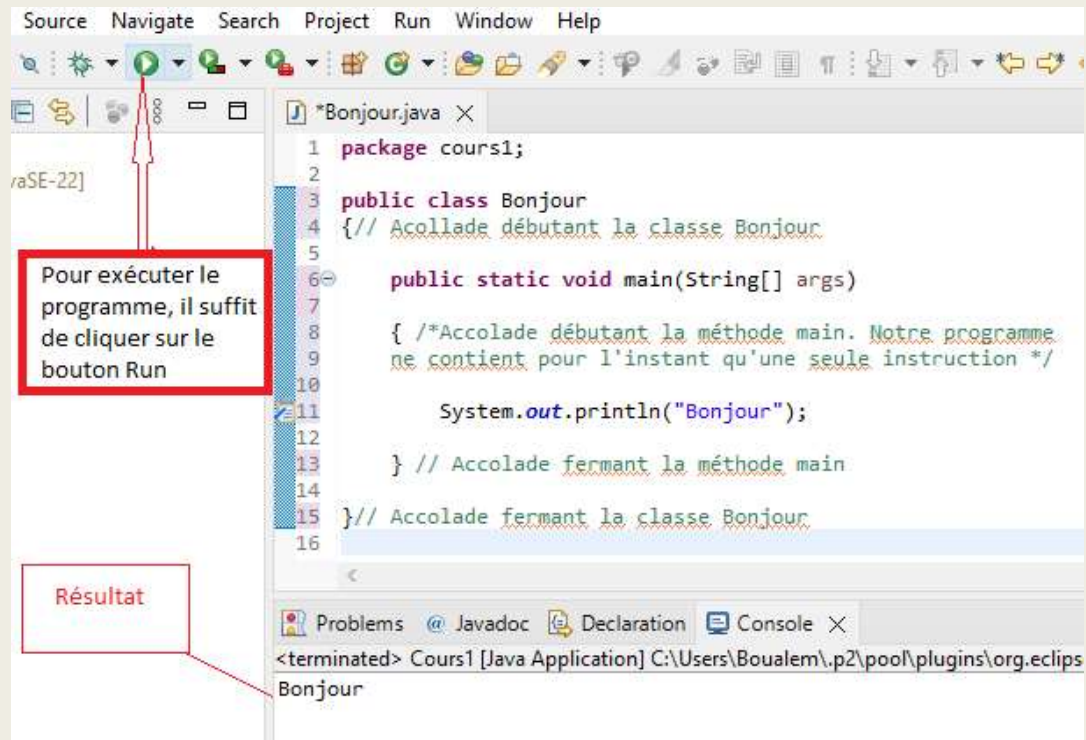 Source Navigate Search Project Run Window Help
*Bonjour.java
vaSE-22]
Pour exécuter le
programme, il suffit
de cliquer sur le
bouton Run
1 package cours1;
2
3 public class Bonjour
4 {// Acollade débutant la classe Bonjour
5
6 public static void main(String[] args)
7
8 { /*Accolade débutant la méthode main. Notre programme
9 ne contient pour l'instant qu'une seule instruction */
10
11 System.out.println("Bonjour");
12
13 } // Accolade fermant la méthode main
14
15 }// Accolade fermant la classe Bonjour
16
Résultat
Problems @ Javadoc Declaration Console
<terminated> Cours1 [Java Application] C:\Users\Boualem\.p2\pool\plugins\org.eclips
Bonjour